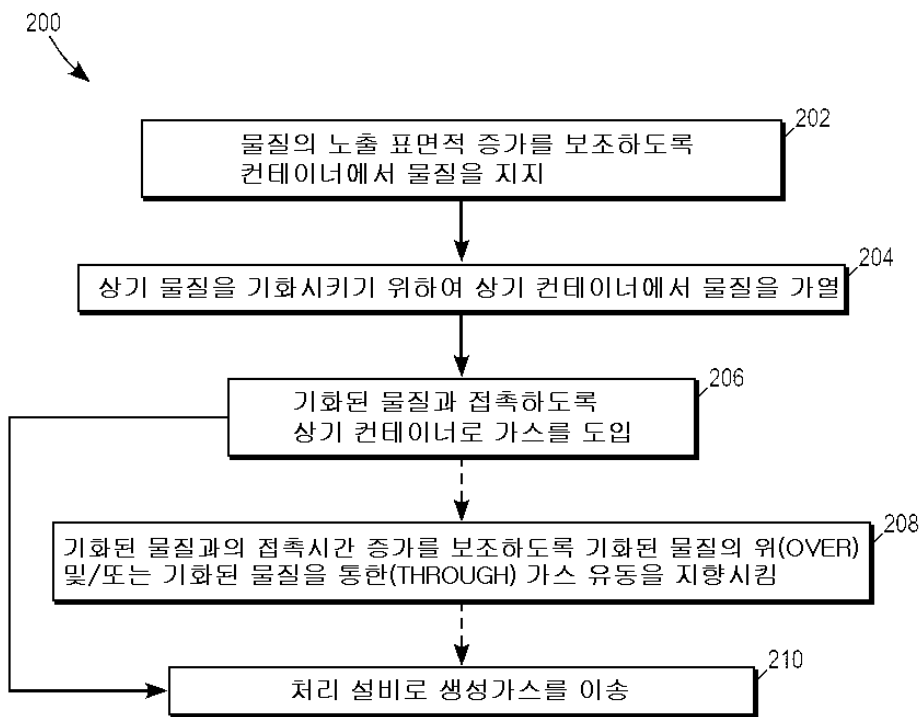 200
202
물질의 노출 표면적 증가를 보조하도록
컨테이너에서 물질을 지지
204
상기 물질을 기화시키기 위하여 상기 컨테이너에서 물질을 가열
206
기화된 물질과 접촉하도록
상기 컨테이너로 가스를 도입
208
기화된 물질과의 접촉시간 증가를 보조하도록 기화된 물질의 위(OVER)
및/또는 기화된 물질을 통한(THROUGH) 가스 유동을 지향시킴
210
처리 설비로 생성가스를 이송